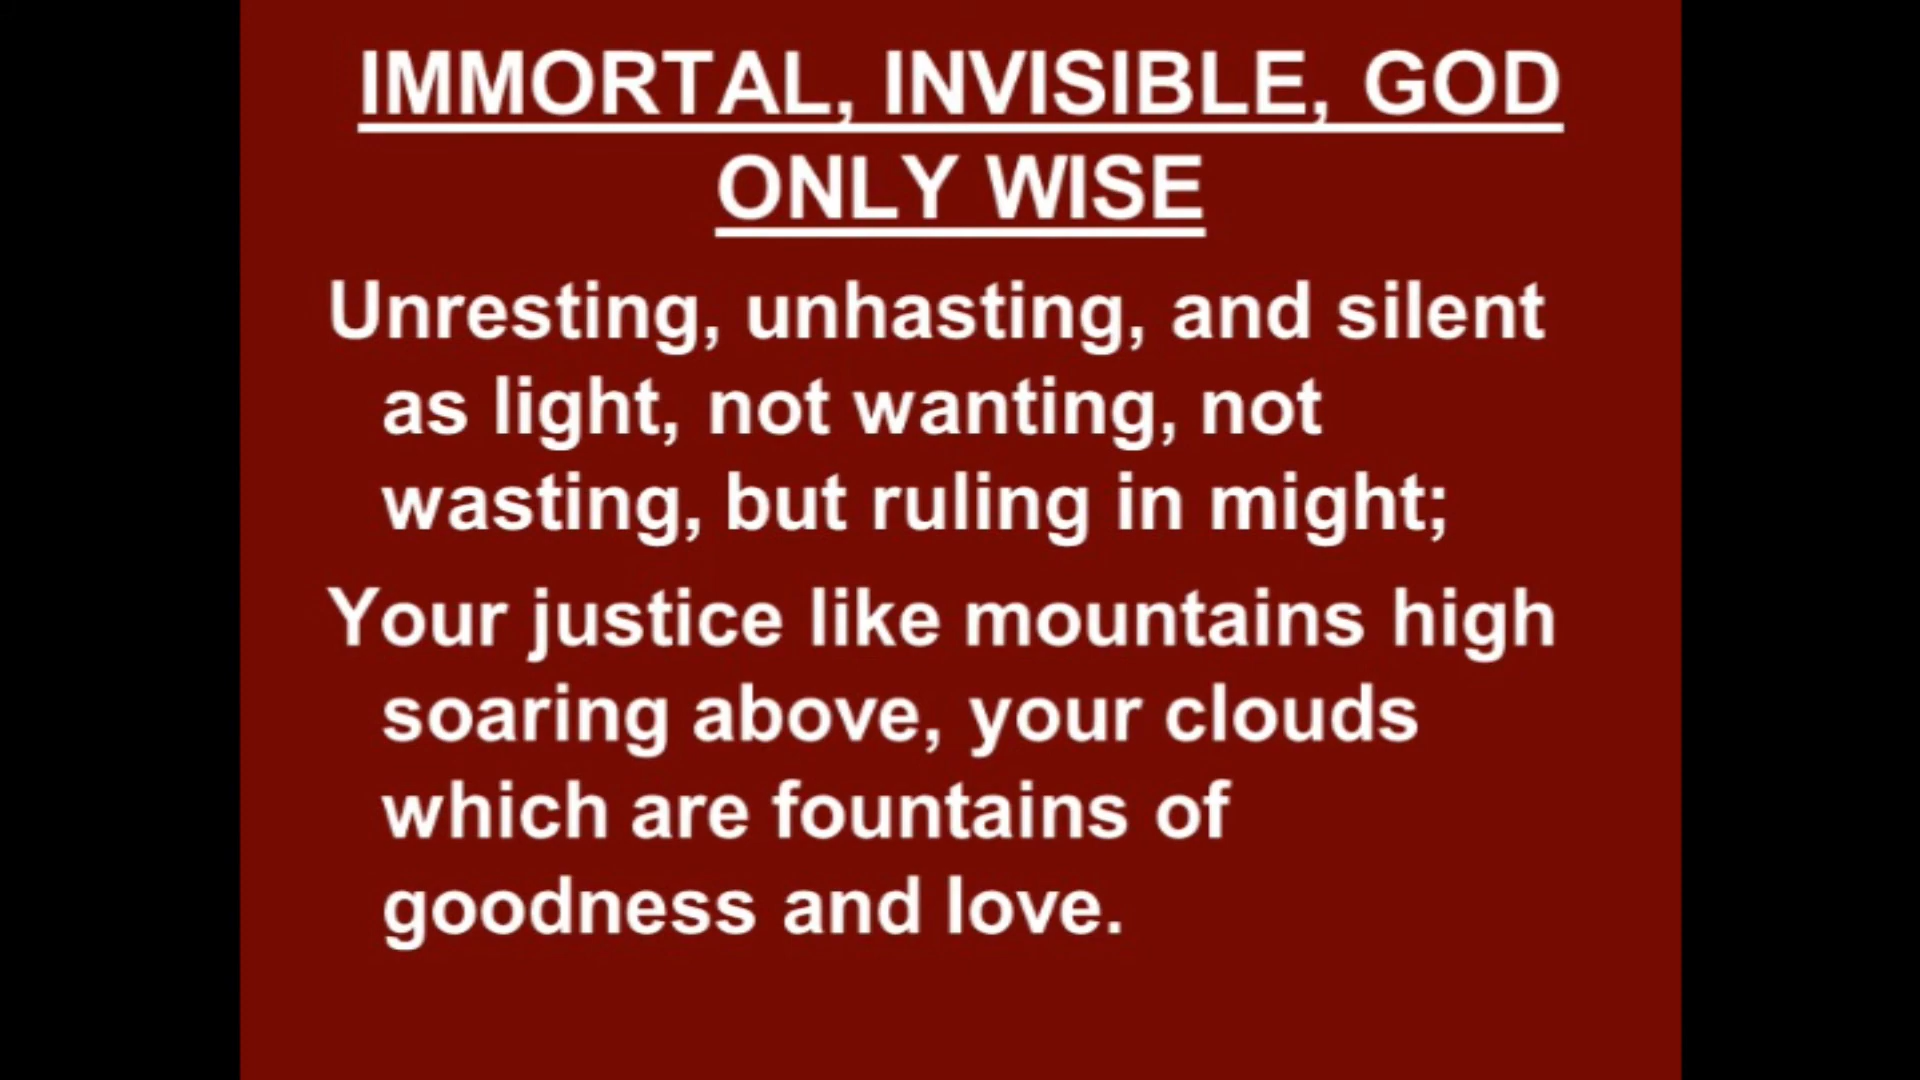 IMMORTAL, INVISIBLE, GOD
ONLY WISE
Unresting, unhasting, and silent
as light, not wanting, not
wasting, but ruling in might;
Your justice like mountains high
soaring above, your clouds
which are fountains of
goodness and love.